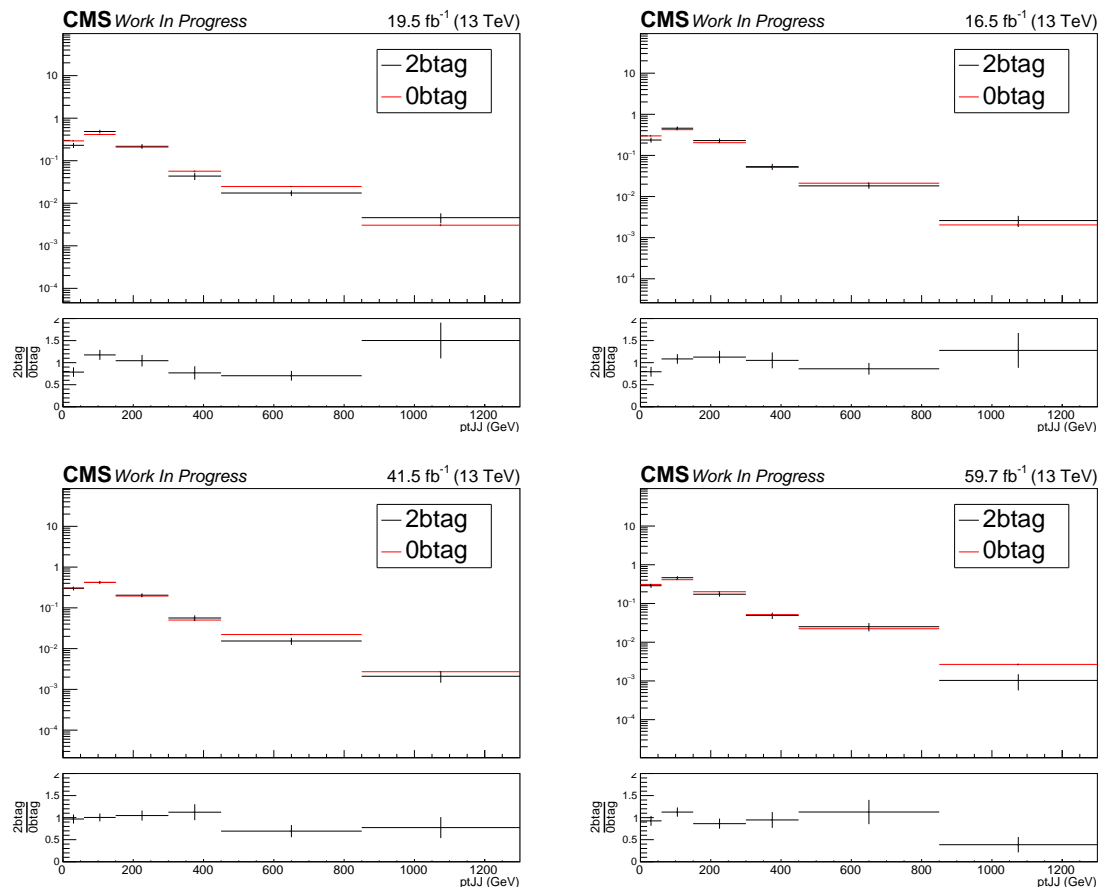 CMS Work In Progress 19.5 fb⁻¹ (13 TeV)
10
1
10⁻¹
10⁻²
10⁻³
10⁻⁴
2btag
0btag
2
1.5
1
0.5
0
2btag
0btag
0 200 400 600 800 1000 1200
ptJJ (GeV)
CMS Work In Progress 16.5 fb⁻¹ (13 TeV)
10
1
10⁻¹
10⁻²
10⁻³
10⁻⁴
2btag
0btag
2
1.5
1
0.5
0
2btag
0btag
0 200 400 600 800 1000 1200
ptJJ (GeV)
CMS Work In Progress 41.5 fb⁻¹ (13 TeV)
10
1
10⁻¹
10⁻²
10⁻³
10⁻⁴
2btag
0btag
2
1.5
1
0.5
0
2btag
0btag
0 200 400 600 800 1000 1200
ptJJ (GeV)
CMS Work In Progress 59.7 fb⁻¹ (13 TeV)
10
1
10⁻¹
10⁻²
10⁻³
10⁻⁴
2btag
0btag
2
1.5
1
0.5
0
2btag
0btag
0 200 400 600 800 1000 1200
ptJJ (GeV)